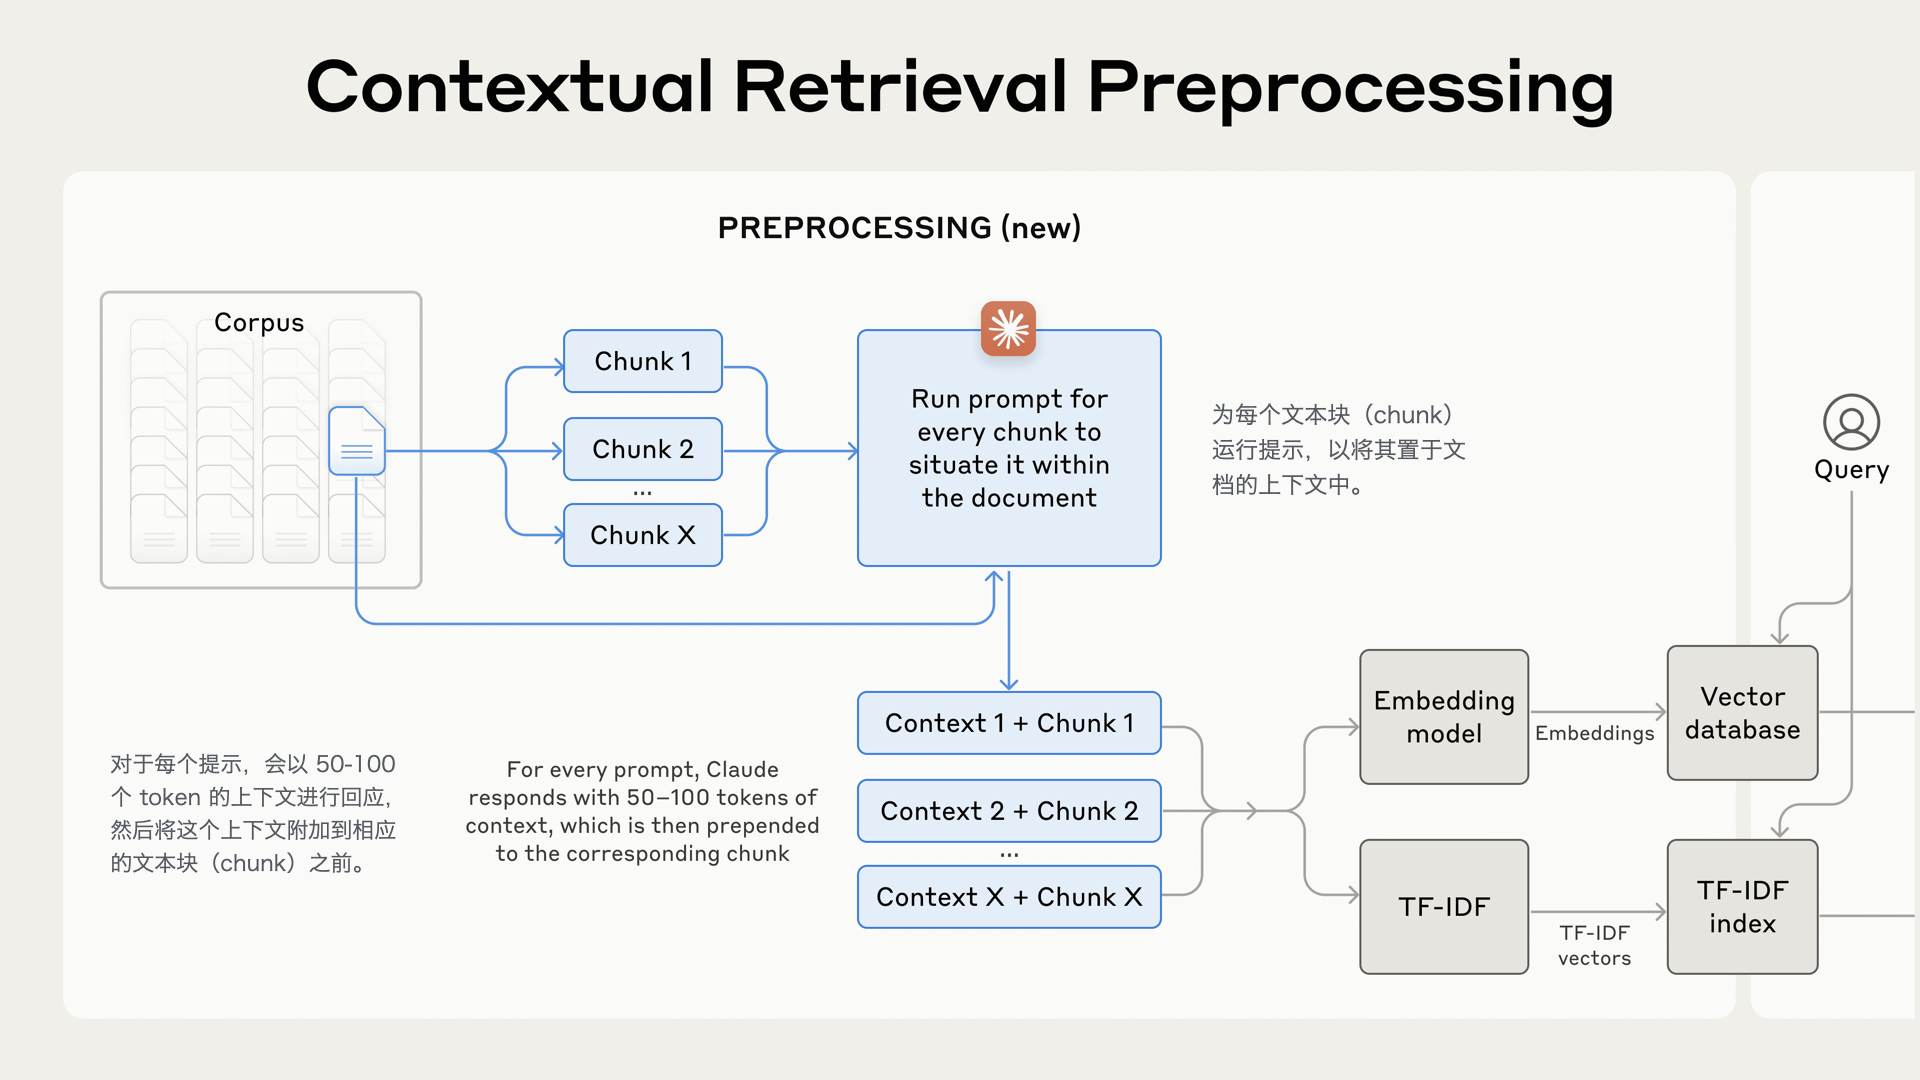 Contextual Retrieval Preprocessing
PREPROCESSING (new)
Corpus
Chunk 1
Chunk 2
...
Chunk X
Run prompt for
every chunk to
situate it within
the document
为每个文本块（chunk）
运行提示，以将其置于文
档的上下文中。
Query
对于每个提示，会以 50-100
个 token 的上下文进行回应，
然后将这个上下文附加到相应
的文本块（chunk）之前。
For every prompt, Claude
responds with 50–100 tokens of
context, which is then prepended
to the corresponding chunk
Context 1 + Chunk 1
Context 2 + Chunk 2
...
Context X + Chunk X
Embedding
model
Embeddings
Vector
database
TF-IDF
TF-IDF
vectors
TF-IDF
index